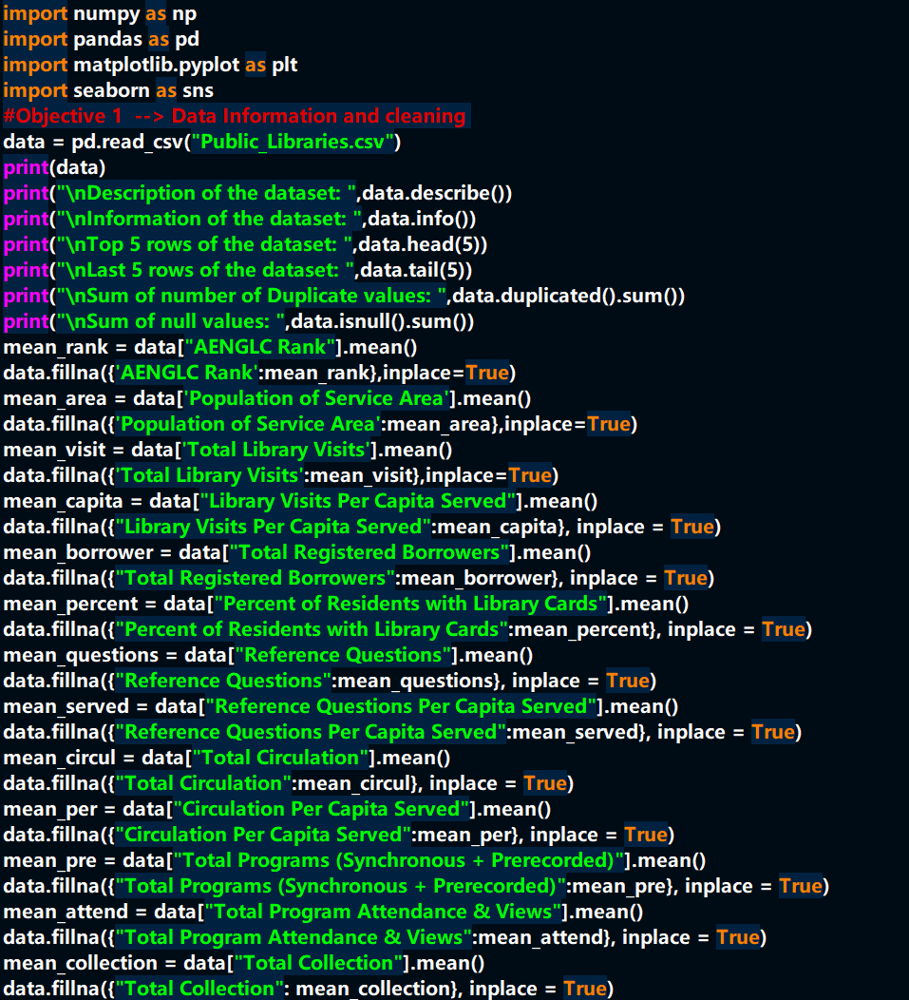 import numpy as np
import pandas as pd
import matplotlib.pyplot as plt
import seaborn as sns
#Objective 1  --> Data Information and cleaning
data = pd.read_csv("Public_Libraries.csv")
print(data)
print("\nDescription of the dataset: ",data.describe())
print("\nInformation of the dataset: ",data.info())
print("\nTop 5 rows of the dataset: ",data.head(5))
print("\nLast 5 rows of the dataset: ",data.tail(5))
print("\nSum of number of Duplicate values: ",data.duplicated().sum())
print("\nSum of null values: ",data.isnull().sum())
mean_rank = data["AENGLC Rank"].mean()
data.fillna({'AENGLC Rank':mean_rank},inplace=True)
mean_area = data['Population of Service Area'].mean()
data.fillna({'Population of Service Area':mean_area},inplace=True)
mean_visit = data['Total Library Visits'].mean()
data.fillna({'Total Library Visits':mean_visit},inplace=True)
mean_capita = data["Library Visits Per Capita Served"].mean()
data.fillna({"Library Visits Per Capita Served":mean_capita}, inplace = True)
mean_borrower = data["Total Registered Borrowers"].mean()
data.fillna({"Total Registered Borrowers":mean_borrower}, inplace = True)
mean_percent = data["Percent of Residents with Library Cards"].mean()
data.fillna({"Percent of Residents with Library Cards":mean_percent}, inplace = True)
mean_questions = data["Reference Questions"].mean()
data.fillna({"Reference Questions":mean_questions}, inplace = True)
mean_served = data["Reference Questions Per Capita Served"].mean()
data.fillna({"Reference Questions Per Capita Served":mean_served}, inplace = True)
mean_circul = data["Total Circulation"].mean()
data.fillna({"Total Circulation":mean_circul}, inplace = True)
mean_per = data["Circulation Per Capita Served"].mean()
data.fillna({"Circulation Per Capita Served":mean_per}, inplace = True)
mean_pre = data["Total Programs (Synchronous + Prerecorded)"].mean()
data.fillna({"Total Programs (Synchronous + Prerecorded)":mean_pre}, inplace = True)
mean_attend = data["Total Program Attendance & Views"].mean()
data.fillna({"Total Program Attendance & Views":mean_attend}, inplace = True)
mean_collection = data["Total Collection"].mean()
data.fillna({"Total Collection": mean_collection}, inplace = True)